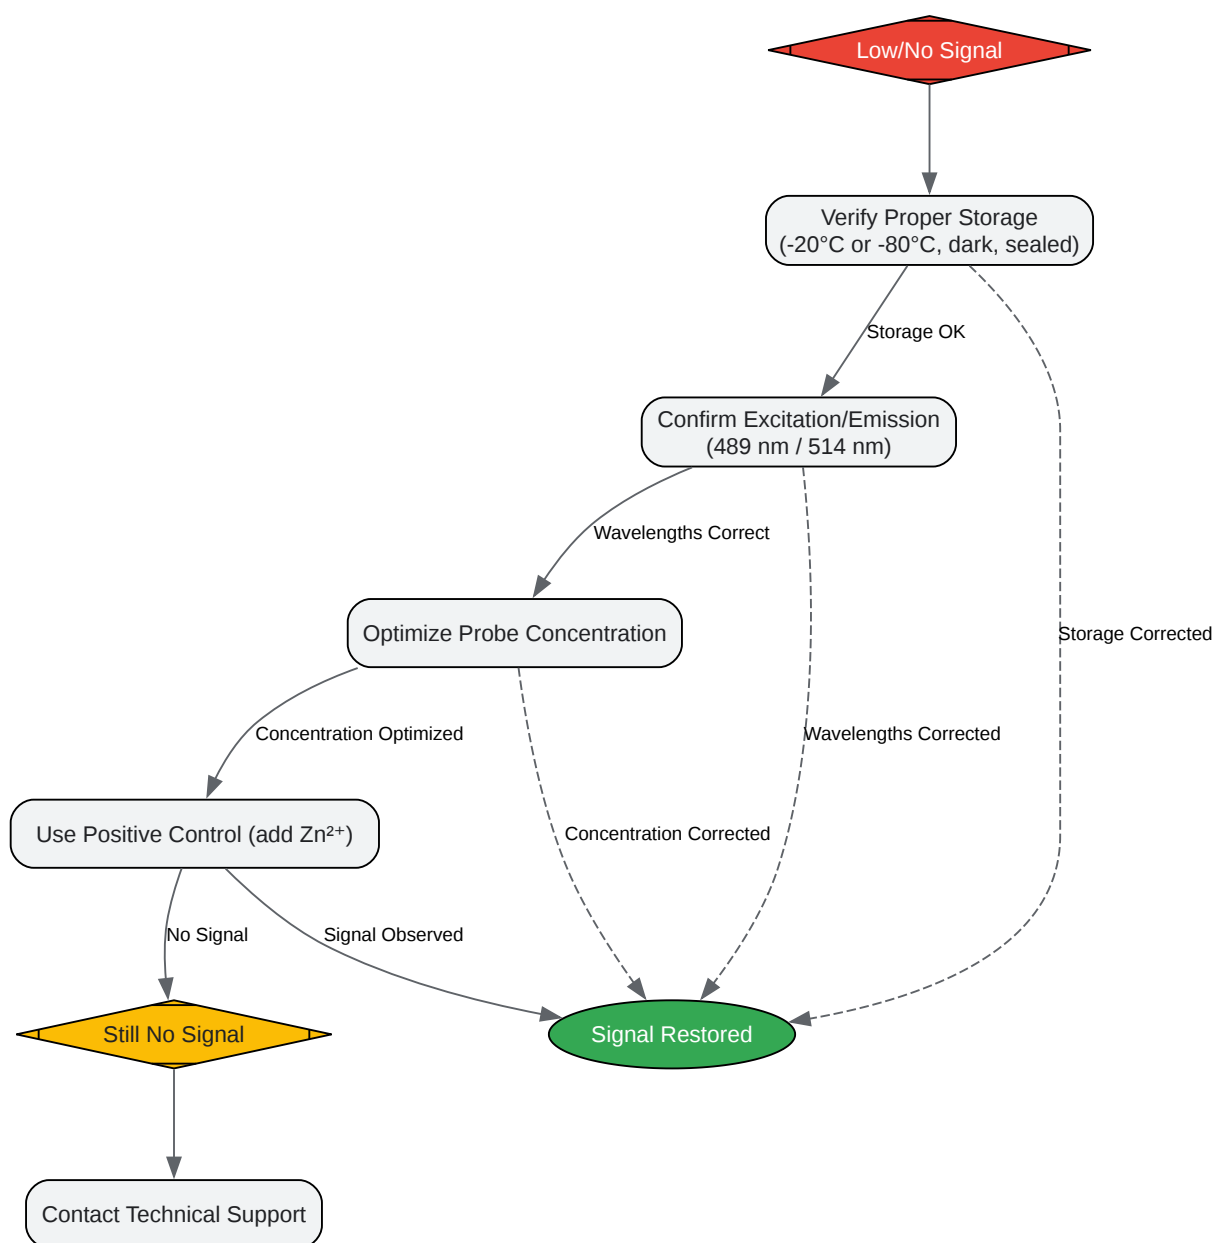 Low/No Signal
Verify Proper Storage
(-20°C or -80°C, dark, sealed)
Storage OK
Confirm Excitation/Emission
(489 nm / 514 nm)
Wavelengths Correct
Optimize Probe Concentration
Storage Corrected
Concentration Optimized
Wavelengths Corrected
Use Positive Control (add Zn²⁺)
Concentration Corrected
No Signal
Signal Observed
Still No Signal
Signal Restored
Contact Technical Support